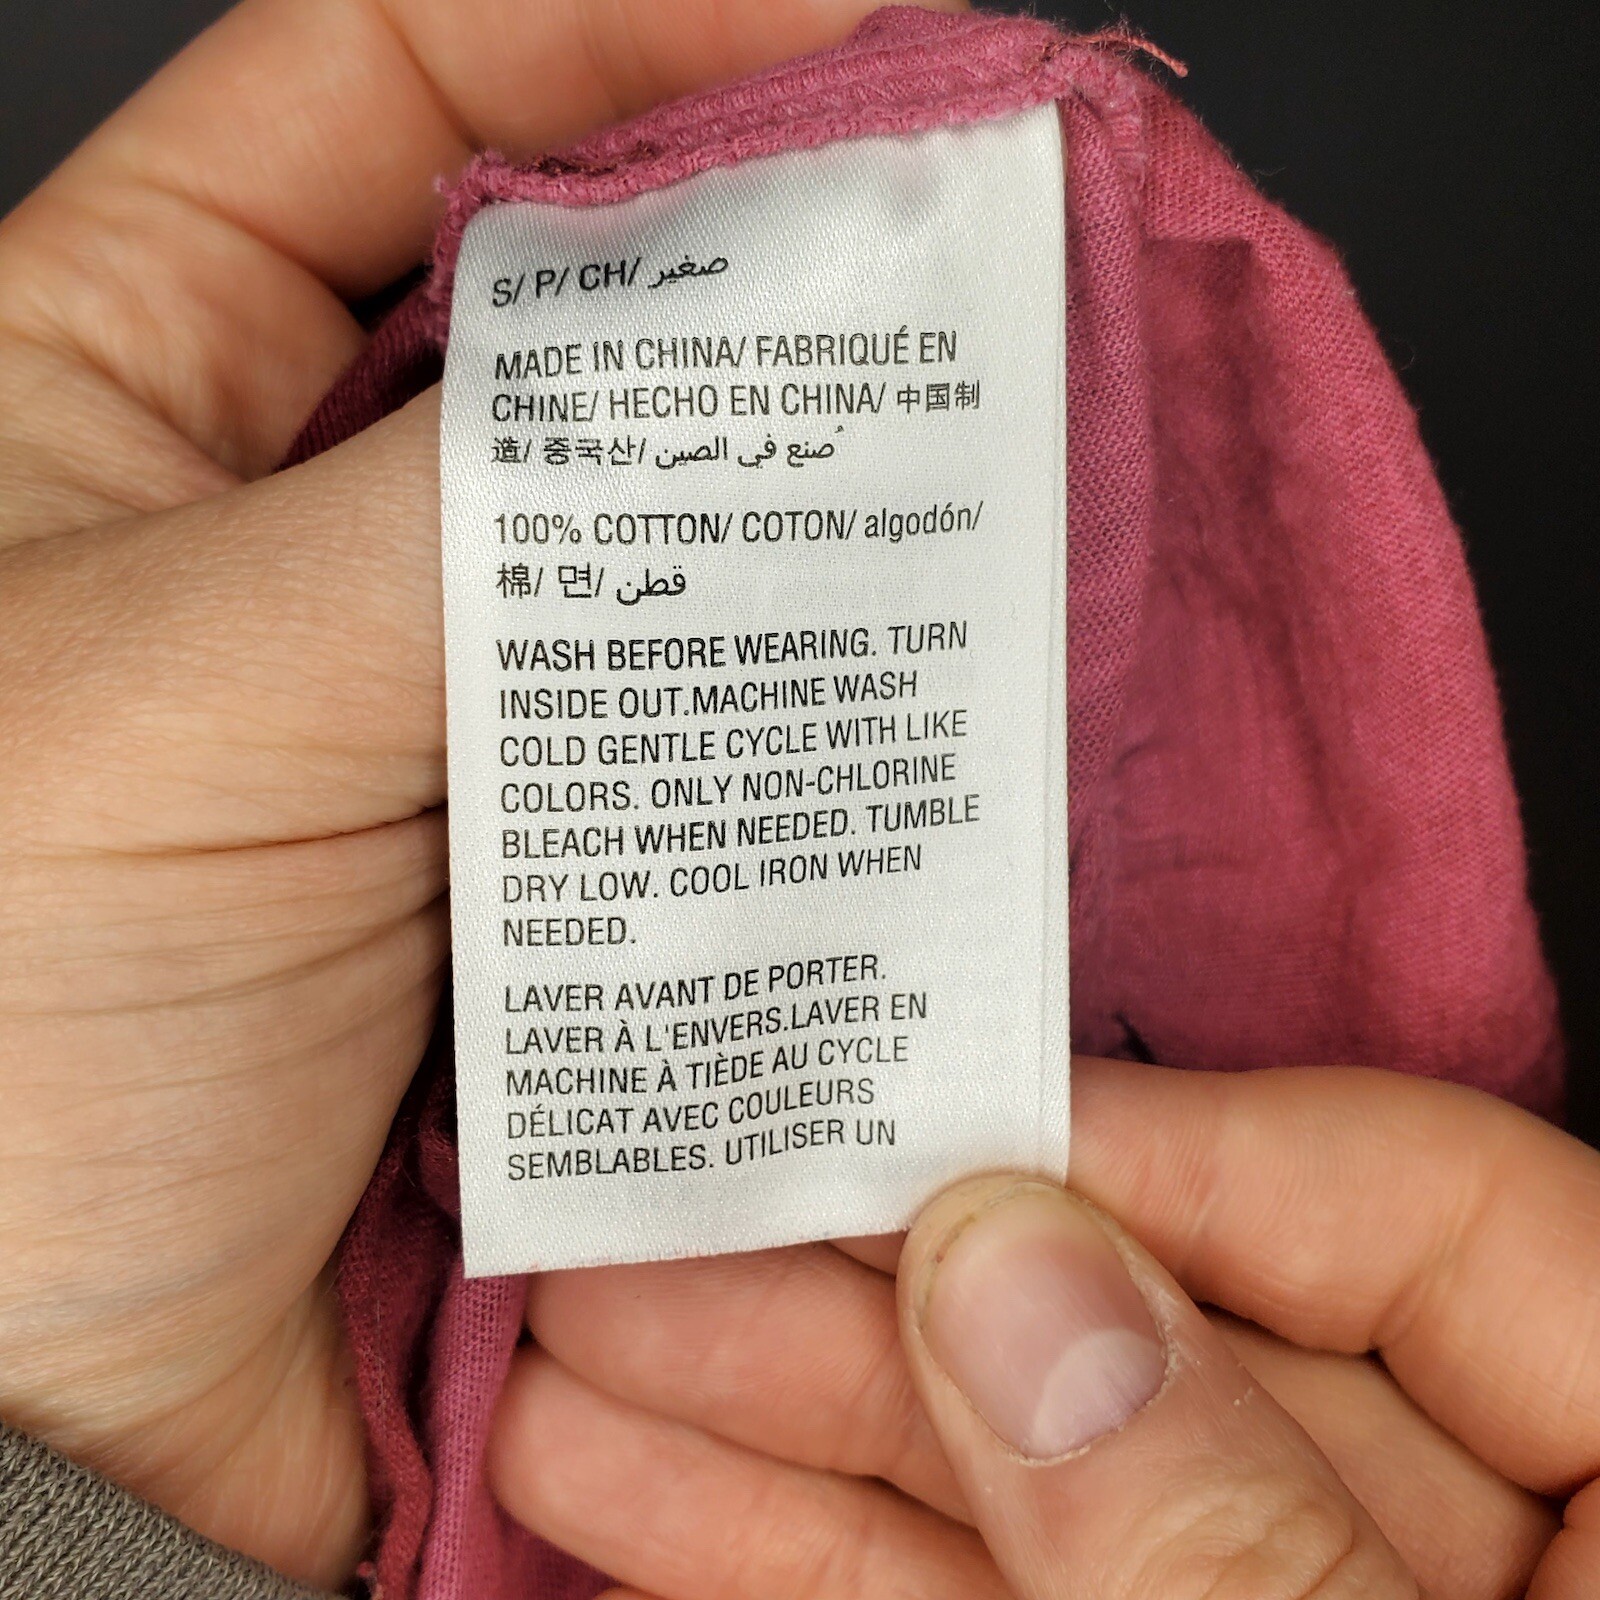 S/ P/ CH/ صغير
MADE IN CHINA/ FABRIQUÉ EN
CHINE/ HECHO EN CHINA/ 中国制
造/ 중국산/ صُنع في الصين
100% COTTON/ COTON/ algodón/
棉/ 면/ قطن
WASH BEFORE WEARING. TURN
INSIDE OUT.MACHINE WASH
COLD GENTLE CYCLE WITH LIKE
COLORS. ONLY NON-CHLORINE
BLEACH WHEN NEEDED. TUMBLE
DRY LOW. COOL IRON WHEN
NEEDED.
LAVER AVANT DE PORTER.
LAVER À L'ENVERS.LAVER EN
MACHINE À TIÈDE AU CYCLE
DÉLICAT AVEC COULEURS
SEMBLABLES. UTILISER UN